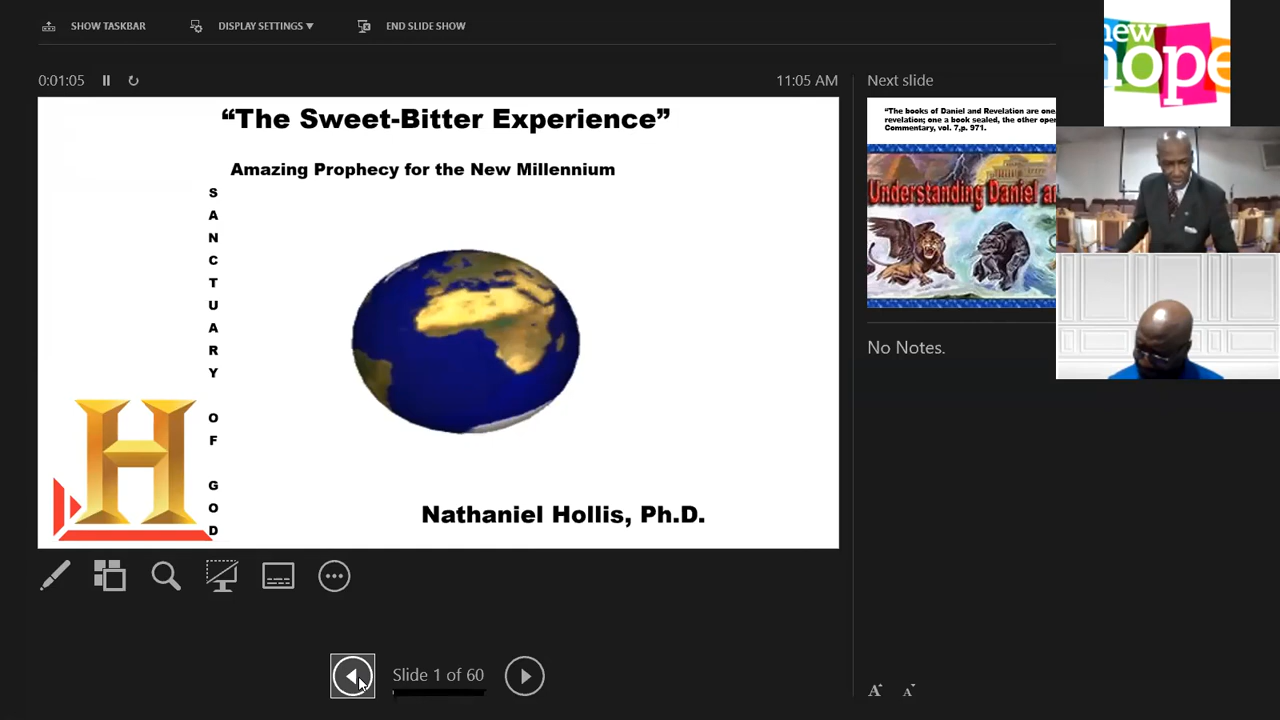 SHOW TASKBAR
DISPLAY SETTINGS ▼
END SLIDE SHOW
0:01:05
11:05 AM
“The Sweet-Bitter Experience”
Amazing Prophecy for the New Millennium
SANCTUARY OF GOD
H
Nathaniel Hollis, Ph.D.
Slide 1 of 60
Next slide
“The books of Daniel and Revelation are one
revelation; one a book sealed, the other ope
Commentary, vol. 7,p. 971.
Understanding Daniel a
No Notes.
A A
new
hope